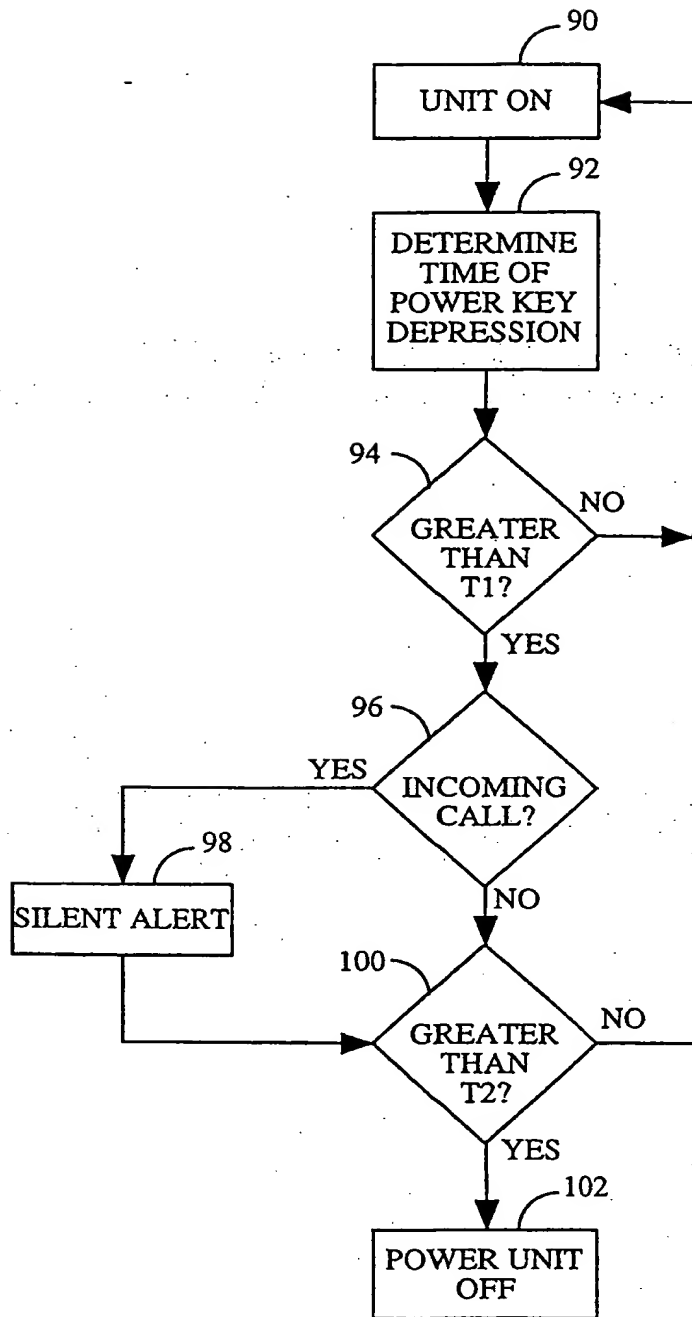 90
UNIT ON
92
DETERMINE
TIME OF
POWER KEY
DEPRESSION
94
NO
GREATER
THAN
T1?
YES
96
YES
INCOMING
CALL?
98
NO
SILENT ALERT
100
NO
GREATER
THAN
T2?
YES
102
POWER UNIT
OFF